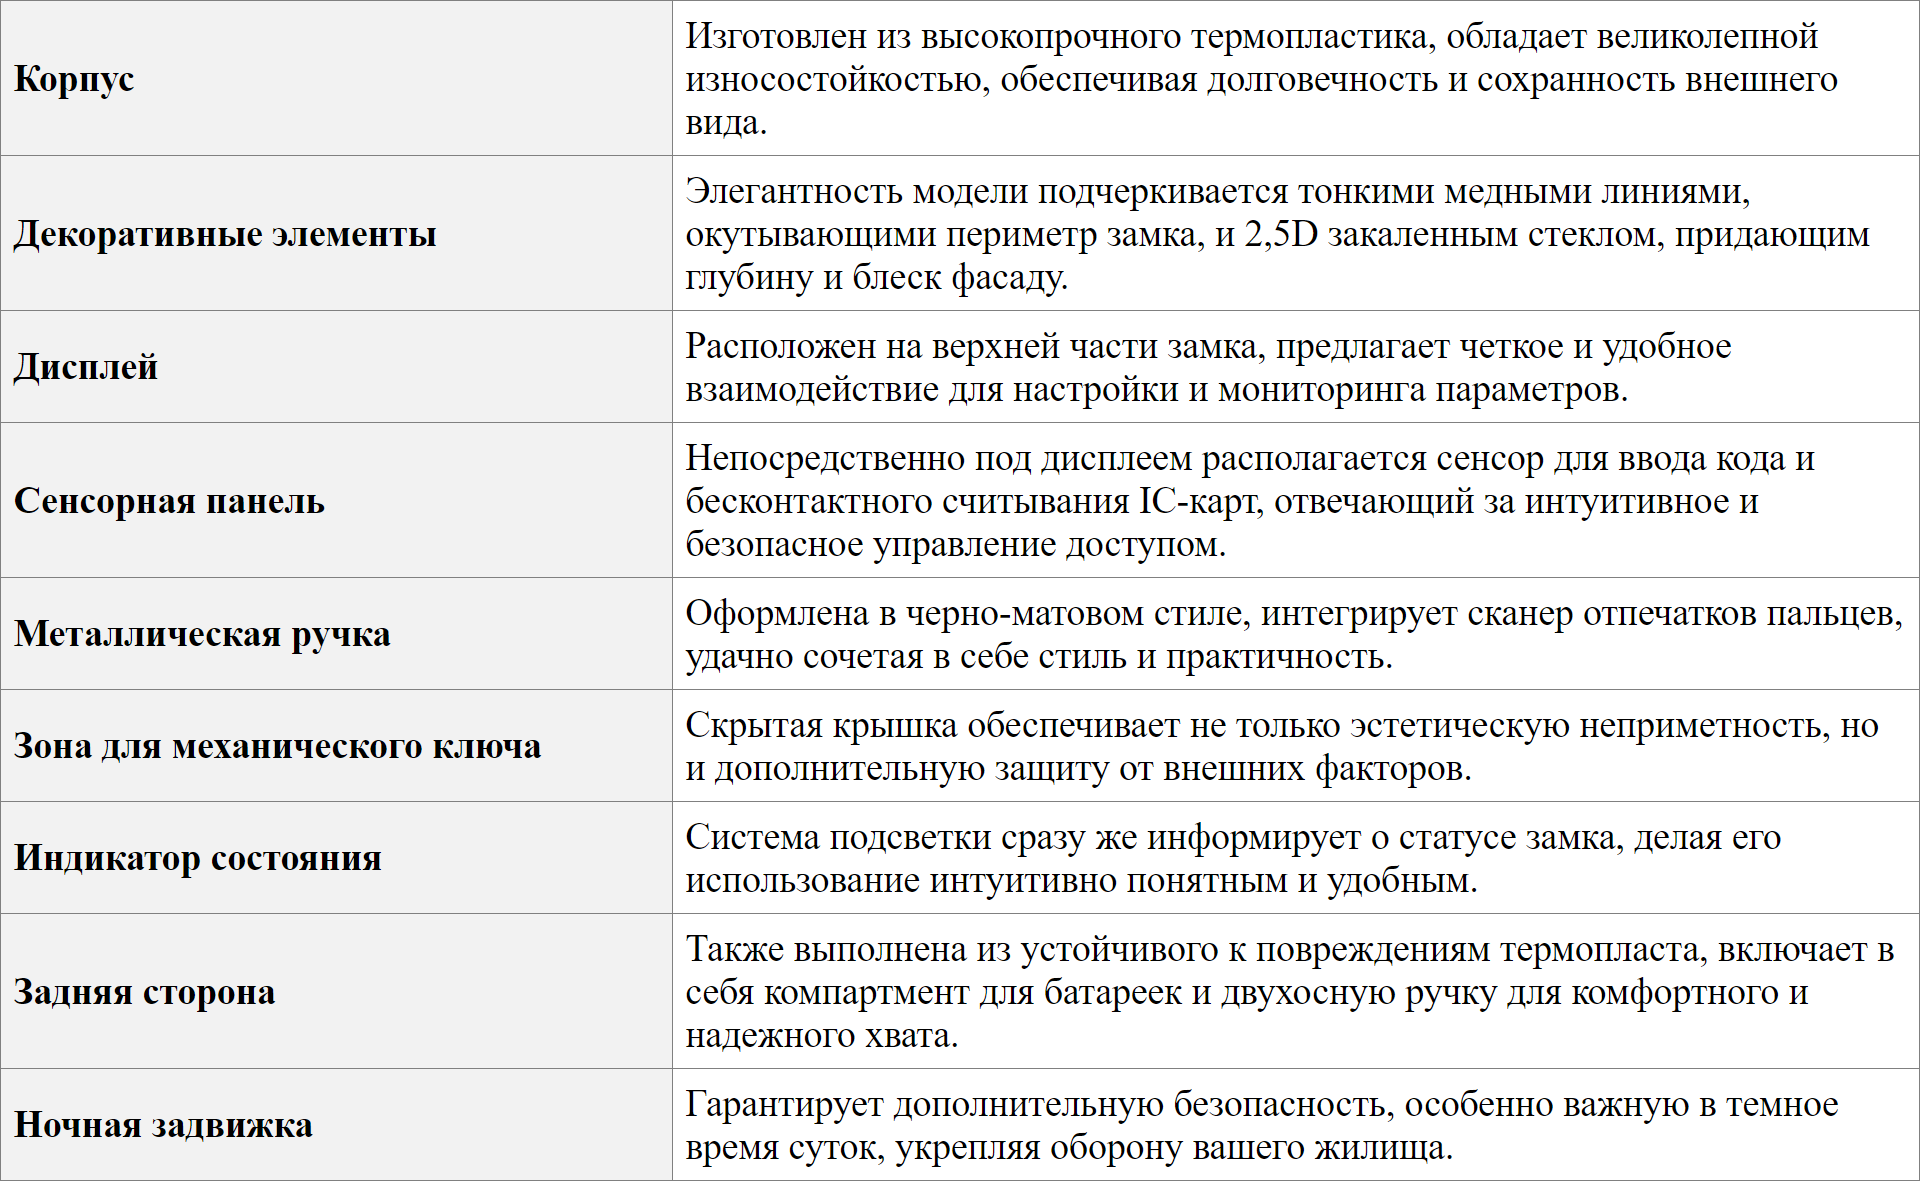 Корпус
Изготовлен из высокопрочного термопластика, обладает великолепной
износостойкостью, обеспечивая долговечность и сохранность внешнего
вида.
Декоративные элементы
Элегантность модели подчеркивается тонкими медными линиями,
окутывающими периметр замка, и 2,5D закаленным стеклом, придающим
глубину и блеск фасаду.
Дисплей
Расположен на верхней части замка, предлагает четкое и удобное
взаимодействие для настройки и мониторинга параметров.
Сенсорная панель
Непосредственно под дисплеем располагается сенсор для ввода кода и
бесконтактного считывания IC-карт, отвечающий за интуитивное и
безопасное управление доступом.
Металлическая ручка
Оформлена в черно-матовом стиле, интегрирует сканер отпечатков пальцев,
удачно сочетая в себе стиль и практичность.
Зона для механического ключа
Скрытая крышка обеспечивает не только эстетическую неприметность, но
и дополнительную защиту от внешних факторов.
Индикатор состояния
Система подсветки сразу же информирует о статусе замка, делая его
использование интуитивно понятным и удобным.
Задняя сторона
Также выполнена из устойчивого к повреждениям термопласта, включает в
себя компартмент для батареек и двухосную ручку для комфортного и
надежного хвата.
Ночная задвижка
Гарантирует дополнительную безопасность, особенно важную в темное
время суток, укрепляя оборону вашего жилища.